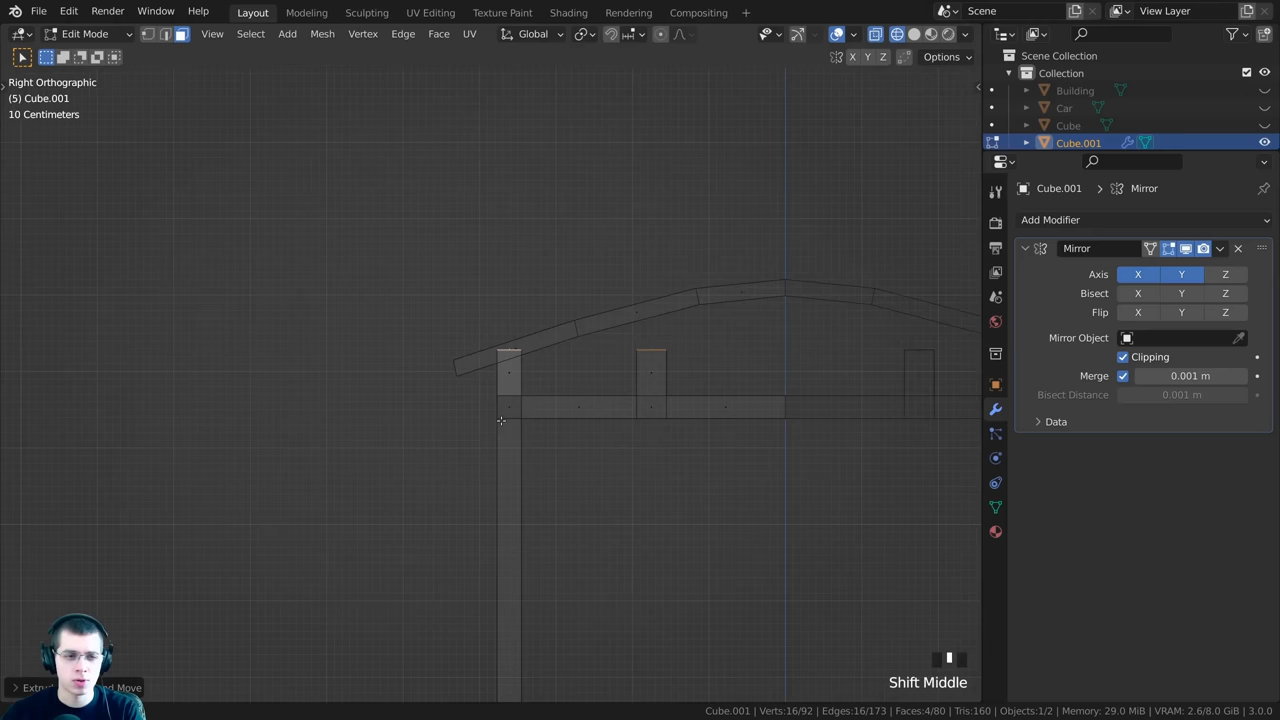 File Edit Render Window Help Layout Modeling Sculpting UV Editing Texture Paint Shading Rendering Compositing Scene View Layer
Edit Mode View Select Add Mesh Vertex Edge Face UV Global
X Y Z Options
Right Orthographic
(5) Cube.001
10 Centimeters
Scene Collection
Collection
Building
Car
Cube
Cube.001
Cube.001 > Mirror
Add Modifier
Mirror
Axis X Y Z
Bisect X Y Z
Flip X Y Z
Mirror Object
Clipping
Merge 0.001 m
Bisect Distance 0.001 m
Data
Shift Middle
Cube.001 | Verts:16/92 | Edges:16/173 | Faces:4/80 | Tris:160 | Objects:1/2 | Memory: 29.0 MiB | VRAM: 2.6/8.0 GiB | 3.0.0